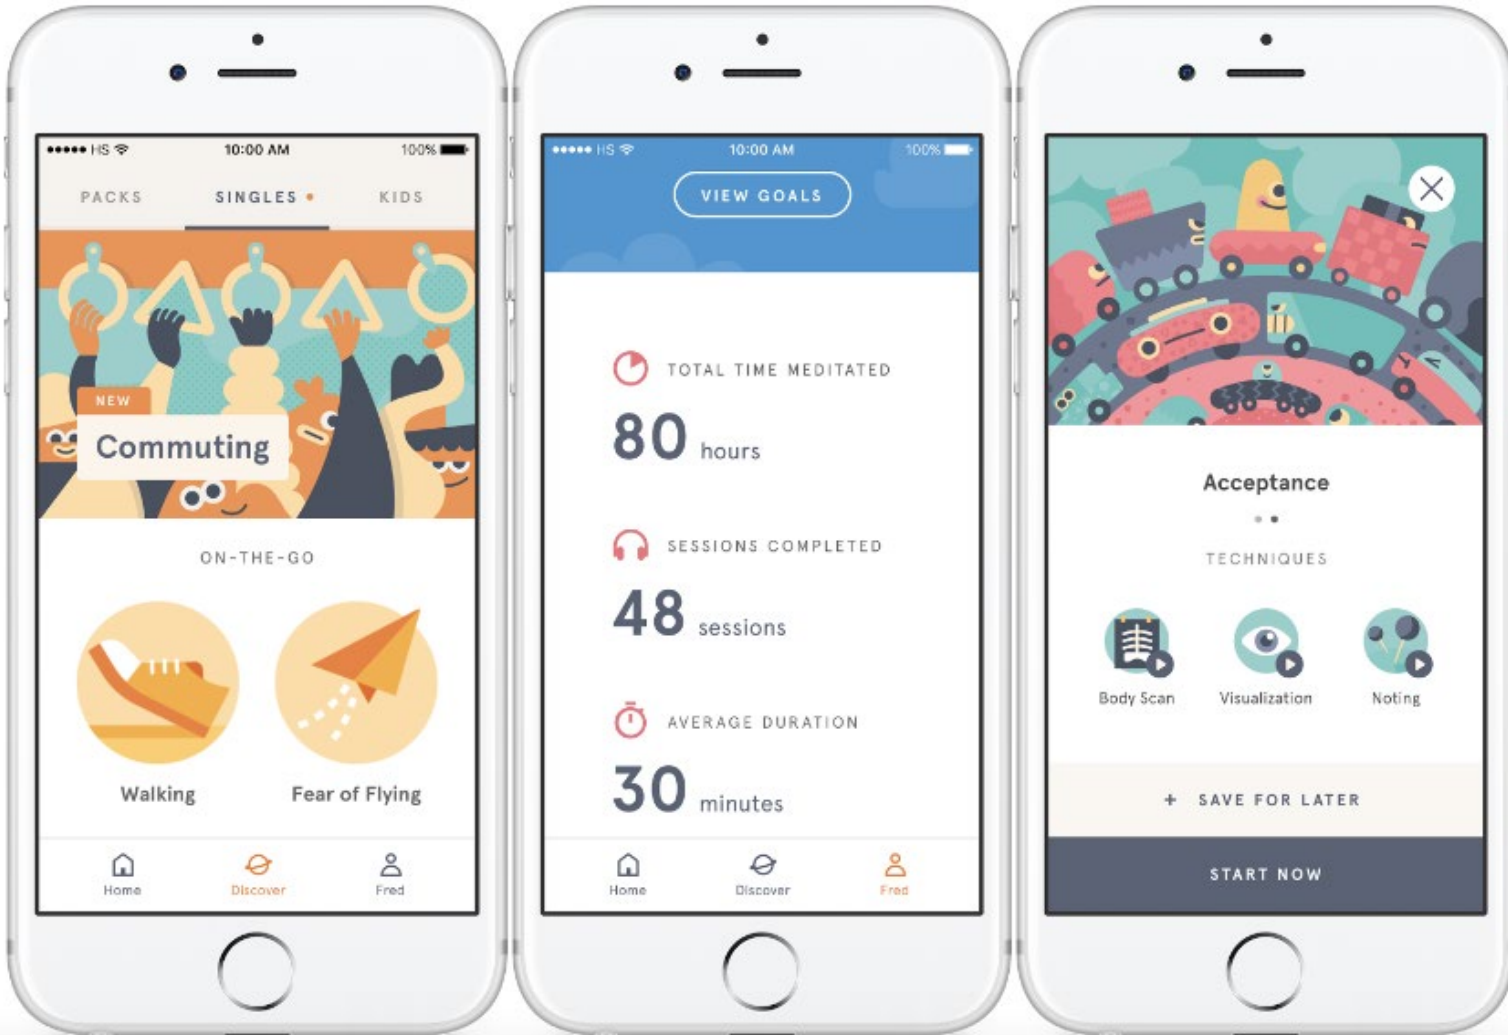 HS 10:00 AM 100%
PACKS SINGLES KIDS
NEW
Commuting
ON-THE-GO
Walking Fear of Flying
Home Discover Fred
HS 10:00 AM 100%
VIEW GOALS
TOTAL TIME MEDITATED
80 hours
SESSIONS COMPLETED
48 sessions
AVERAGE DURATION
30 minutes
Home Discover Fred
Acceptance
TECHNIQUES
Body Scan Visualization Noting
+ SAVE FOR LATER
START NOW